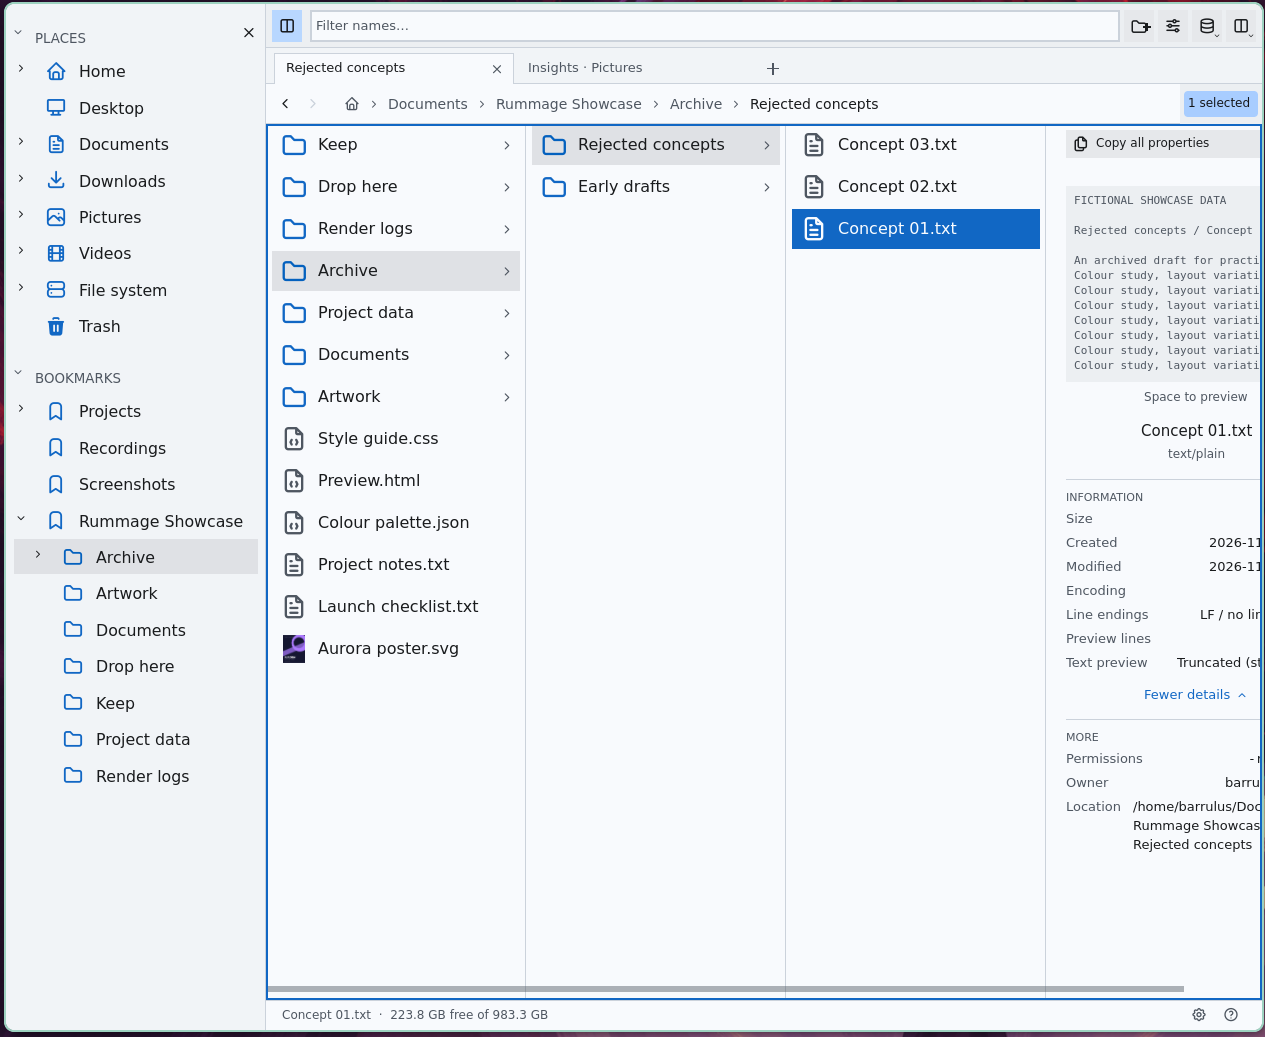 PLACES
Home
Desktop
Documents
Downloads
Pictures
Videos
File system
Trash
BOOKMARKS
Projects
Recordings
Screenshots
Rummage Showcase
Archive
Artwork
Documents
Drop here
Keep
Project data
Render logs
Filter names...
Rejected concepts
Insights · Pictures
Documents
Rummage Showcase
Archive
Rejected concepts
1 selected
Keep
Drop here
Render logs
Archive
Project data
Documents
Artwork
Style guide.css
Preview.html
Colour palette.json
Project notes.txt
Launch checklist.txt
Aurora poster.svg
Rejected concepts
Early drafts
Concept 03.txt
Concept 02.txt
Concept 01.txt
Copy all properties
FICTIONAL SHOWCASE DATA
Rejected concepts / Concept
An archived draft for practi
Colour study, layout variati
Colour study, layout variati
Colour study, layout variati
Colour study, layout variati
Colour study, layout variati
Colour study, layout variati
Colour study, layout variati
Space to preview
Concept 01.txt
text/plain
INFORMATION
Size
Created 2026-11
Modified 2026-11
Encoding
Line endings LF / no lin
Preview lines
Text preview Truncated (st
Fewer details
MORE
Permissions -r
Owner barru
Location /home/barrulus/Doc
Rummage Showcas
Rejected concepts
Concept 01.txt · 223.8 GB free of 983.3 GB